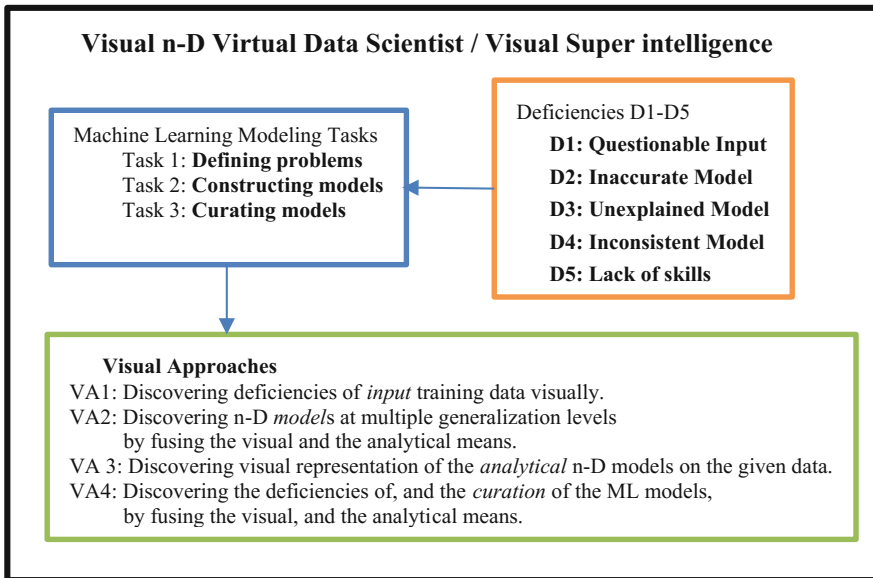 Visual n-D Virtual Data Scientist / Visual Super intelligence
Machine Learning Modeling Tasks
Task 1: Defining problems
Task 2: Constructing models
Task 3: Curating models
Deficiencies D1-D5
D1: Questionable Input
D2: Inaccurate Model
D3: Unexplained Model
D4: Inconsistent Model
D5: Lack of skills
Visual Approaches
VA1: Discovering deficiencies of input training data visually.
VA2: Discovering n-D models at multiple generalization levels
by fusing the visual and the analytical means.
VA 3: Discovering visual representation of the analytical n-D models on the given data.
VA4: Discovering the deficiencies of, and the curation of the ML models,
by fusing the visual, and the analytical means.